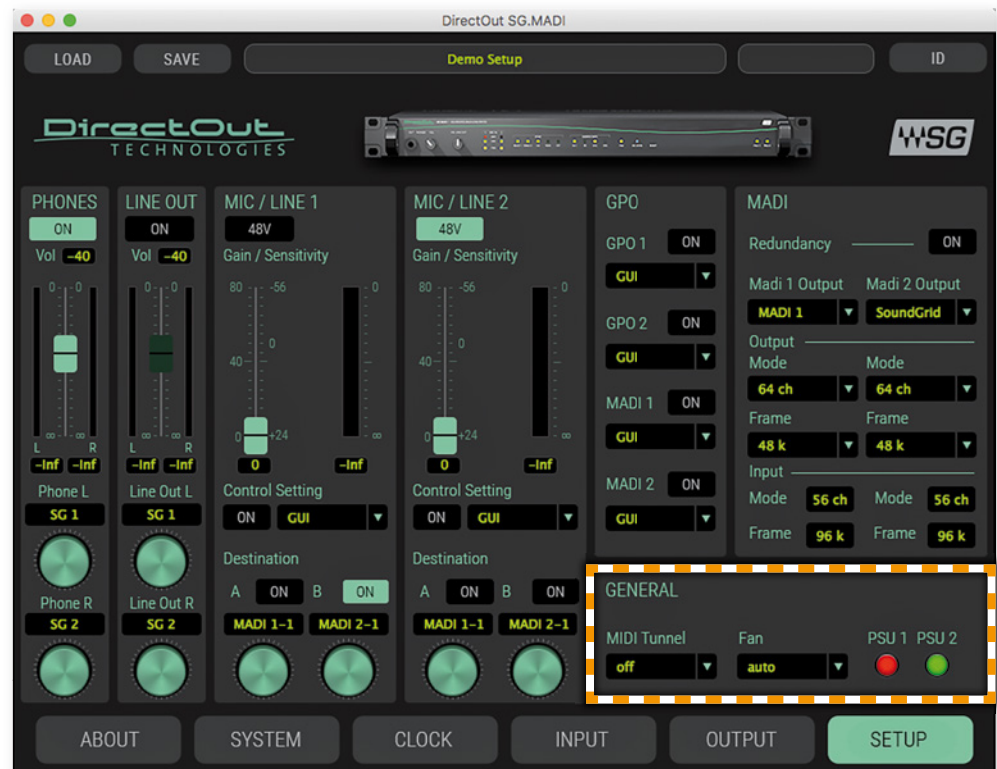 DirectOut SG.MADI
LOAD SAVE Demo Setup ID
DirectOut
TECHNOLOGIES
SG
PHONES
ON
Vol -40
0 0
∞ ∞
L R
-Inf -Inf
Phone L
SG 1
Phone R
SG 2
LINE OUT
ON
Vol -40
0 0
∞ ∞
L R
-Inf -Inf
Line Out L
SG 1
Line Out R
SG 2
MIC / LINE 1
48V
Gain / Sensitivity
80 -56 0
0
40
0 +24 ∞
0 -Inf
Control Setting
ON GUI
Destination
A ON B ON
MADI 1-1 MADI 2-1
MIC / LINE 2
48V
Gain / Sensitivity
80 -56 0
0
40
0 +24 ∞
0 -Inf
Control Setting
ON GUI
Destination
A ON B ON
MADI 1-1 MADI 2-1
GPO
GPO 1 ON
GUI
GPO 2 ON
GUI
MADI 1 ON
GUI
MADI 2 ON
GUI
MADI
Redundancy ON
Madi 1 Output Madi 2 Output
MADI 1 SoundGrid
Output
Mode Mode
64 ch 64 ch
Frame Frame
48 k 48 k
Input
Mode 56 ch Mode 56 ch
Frame 96 k Frame 96 k
GENERAL
MIDI Tunnel Fan PSU 1 PSU 2
off auto
ABOUT SYSTEM CLOCK INPUT OUTPUT SETUP